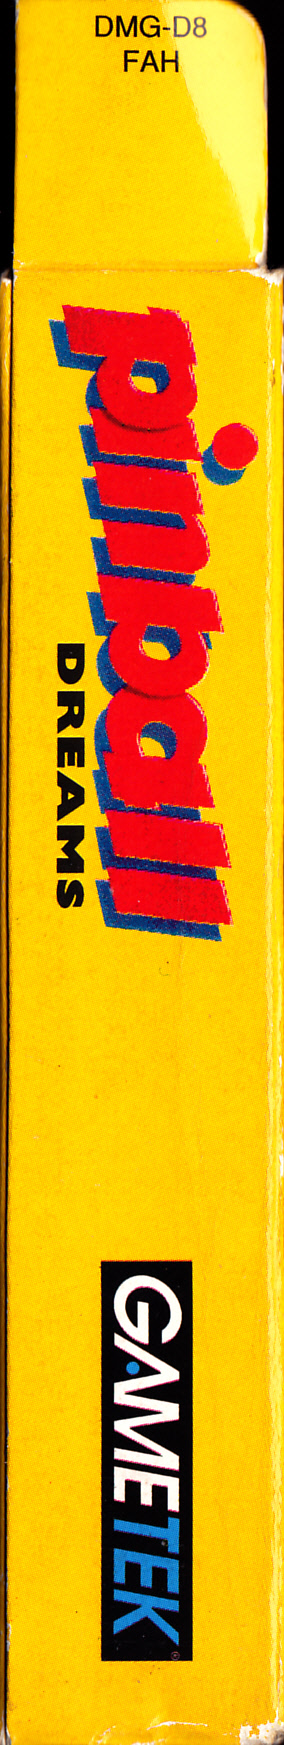 DMG-D8
FAH
pinball
DREAMS
GAMETEK®